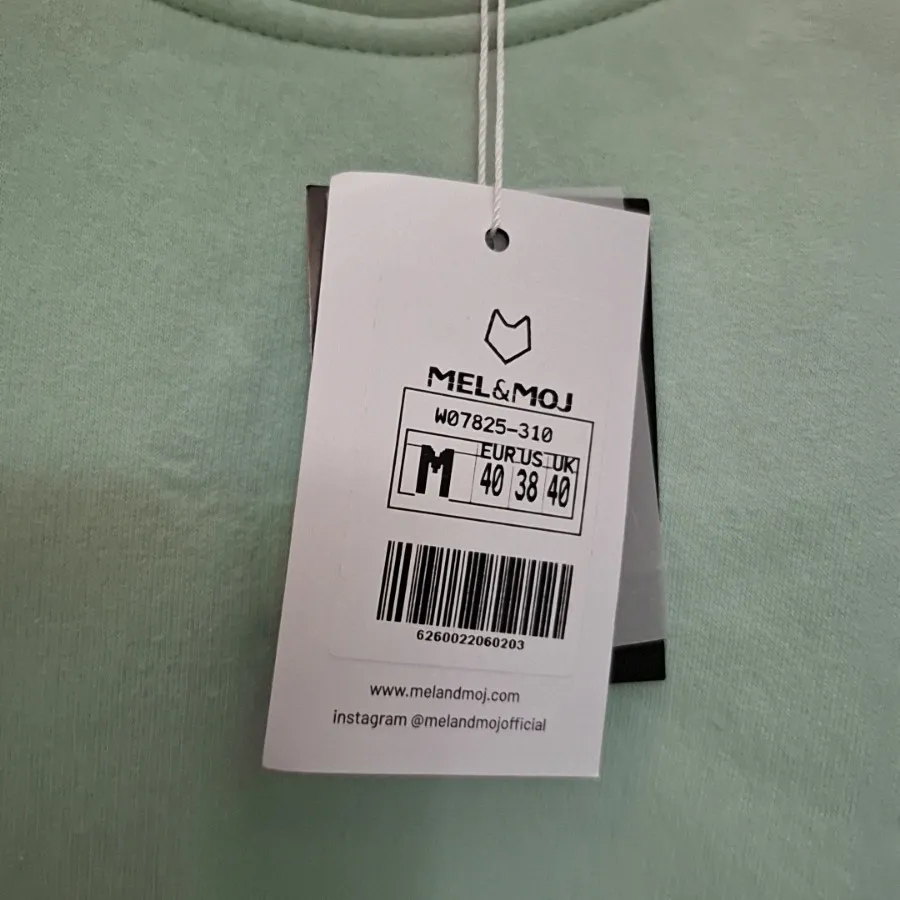 MEL&MOJ
W07825-310
M EUR US UK
40 38 40
6260022060203
www.melandmoj.com
instagram @melandmojofficial